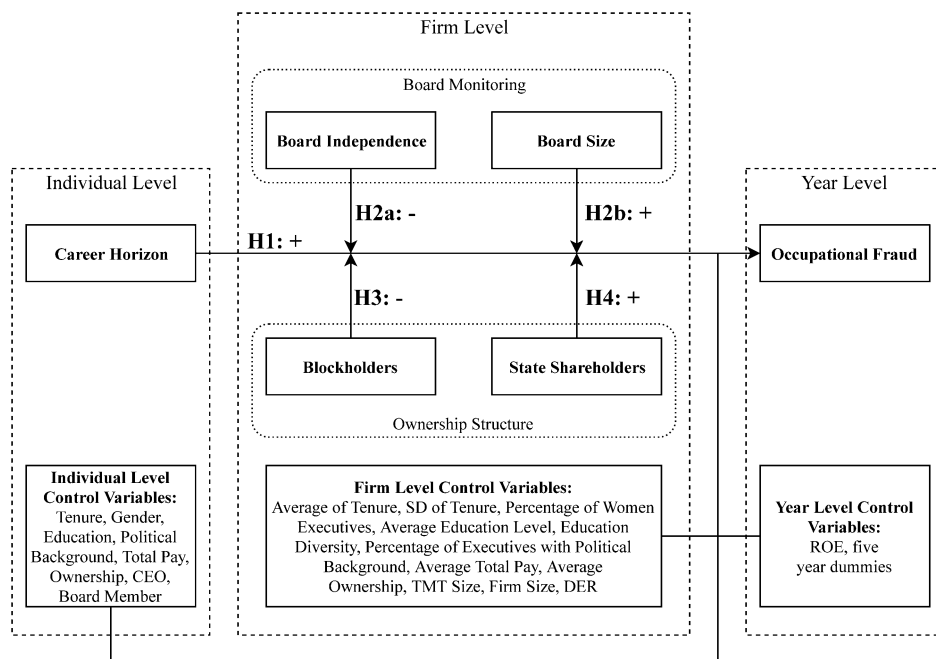 Firm Level
Board Monitoring
Board Independence
Board Size
Individual Level
Year Level
H2a: -
H2b: +
H1: +
Career Horizon
Occupational Fraud
H3: -
H4: +
Blockholders
State Shareholders
Ownership Structure
Individual Level
Control Variables:
Tenure, Gender,
Education, Political
Background, Total Pay,
Ownership, CEO,
Board Member
Firm Level Control Variables:
Average of Tenure, SD of Tenure, Percentage of Women
Executives, Average Education Level, Education
Diversity, Percentage of Executives with Political
Background, Average Total Pay, Average
Ownership, TMT Size, Firm Size, DER
Year Level Control
Variables:
ROE, five
year dummies